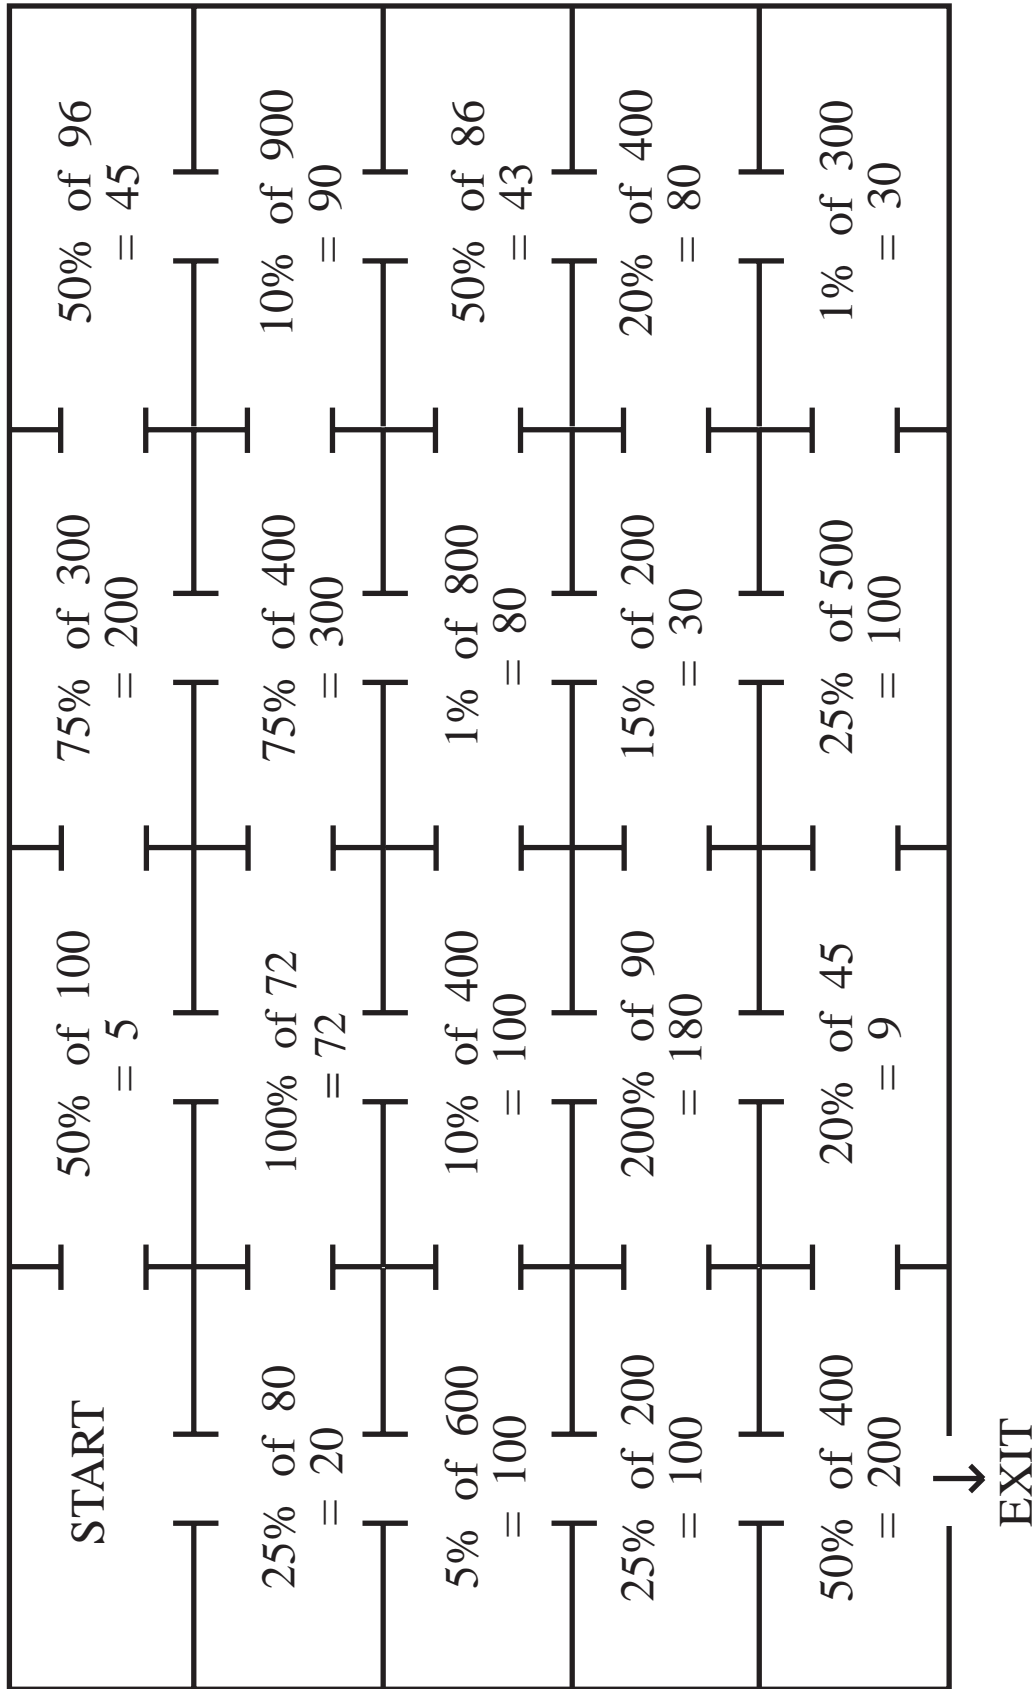 START
50% of 100
= 5
75% of 300
= 200
50% of 96
= 45
25% of 80
= 20
100% of 72
= 72
75% of 400
= 300
10% of 900
= 90
5% of 600
= 100
10% of 400
= 100
1% of 800
= 80
50% of 86
= 43
25% of 200
= 100
200% of 90
= 180
15% of 200
= 30
20% of 400
= 80
50% of 400
= 200
20% of 45
= 9
25% of 500
= 100
1% of 300
= 30
EXIT